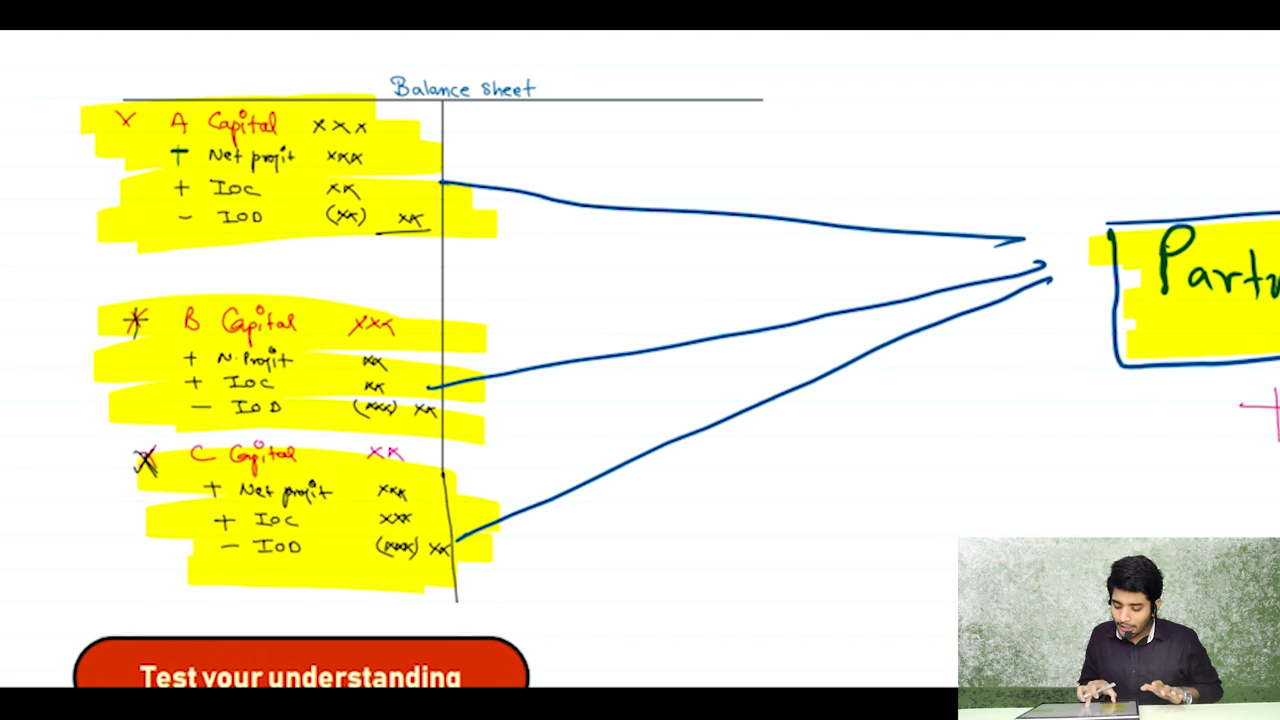 Balance sheet
x A Capital xxx
+ Net profit xxx
+ IOC xx
- IOD (xx) xx
x B Capital xxx
+ N.Profit xx
+ IOC xx
- IOD (xxx) xx
x C Capital xx
+ Net profit xxx
+ IOC xxx
- IOD (xxx) xx
Partn
+
Test your understanding